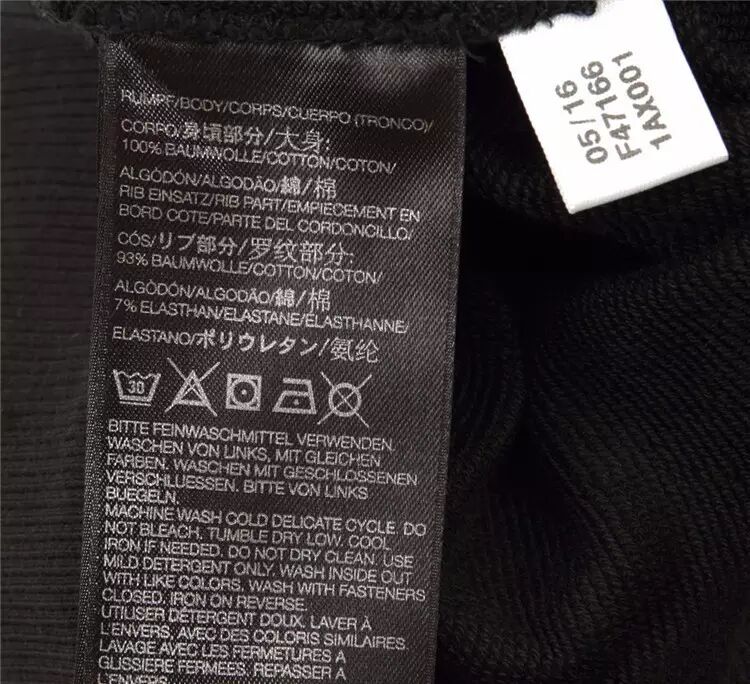 RUMPF/BODY/CORPS/CUERPO (TRONCO)/
CORPO/身頃部分/大身:
100% BAUMWOLLE/COTTON/COTON/
ALGODÓN/ALGODÃO/綿/棉
RIB EINSATZ/RIB PART/EMPIECEMENT EN
BORD COTE/PARTE DEL CORDONCILLO/
CÓS/リブ部分/罗纹部分:
93% BAUMWOLLE/COTTON/COTON/
ALGODÓN/ALGODÃO/綿/棉
7% ELASTHAN/ELASTANE/ÉLASTHANNE/
ELASTANO/ポリウレタン/氨纶
30
BITTE FEINWASCHMITTEL VERWENDEN.
WASCHEN VON LINKS, MIT GLEICHEN
FARBEN. WASCHEN MIT GESCHLOSSENEN
VERSCHLUESSEN. BITTE VON LINKS
BUEGELN.
MACHINE WASH COLD DELICATE CYCLE. DO
NOT BLEACH. TUMBLE DRY LOW. COOL
IRON IF NEEDED. DO NOT DRY CLEAN. USE
MILD DETERGENT ONLY. WASH INSIDE OUT
WITH LIKE COLORS. WASH WITH FASTENERS
CLOSED. IRON ON REVERSE.
UTILISER DÉTERGENT DOUX. LAVER À
L'ENVERS, AVEC DES COLORIS SIMILAIRES.
LAVAGE AVEC LES FERMETURES À
GLISSIÈRE FERMÉES. REPASSER À
05/16
F47166
1AX001